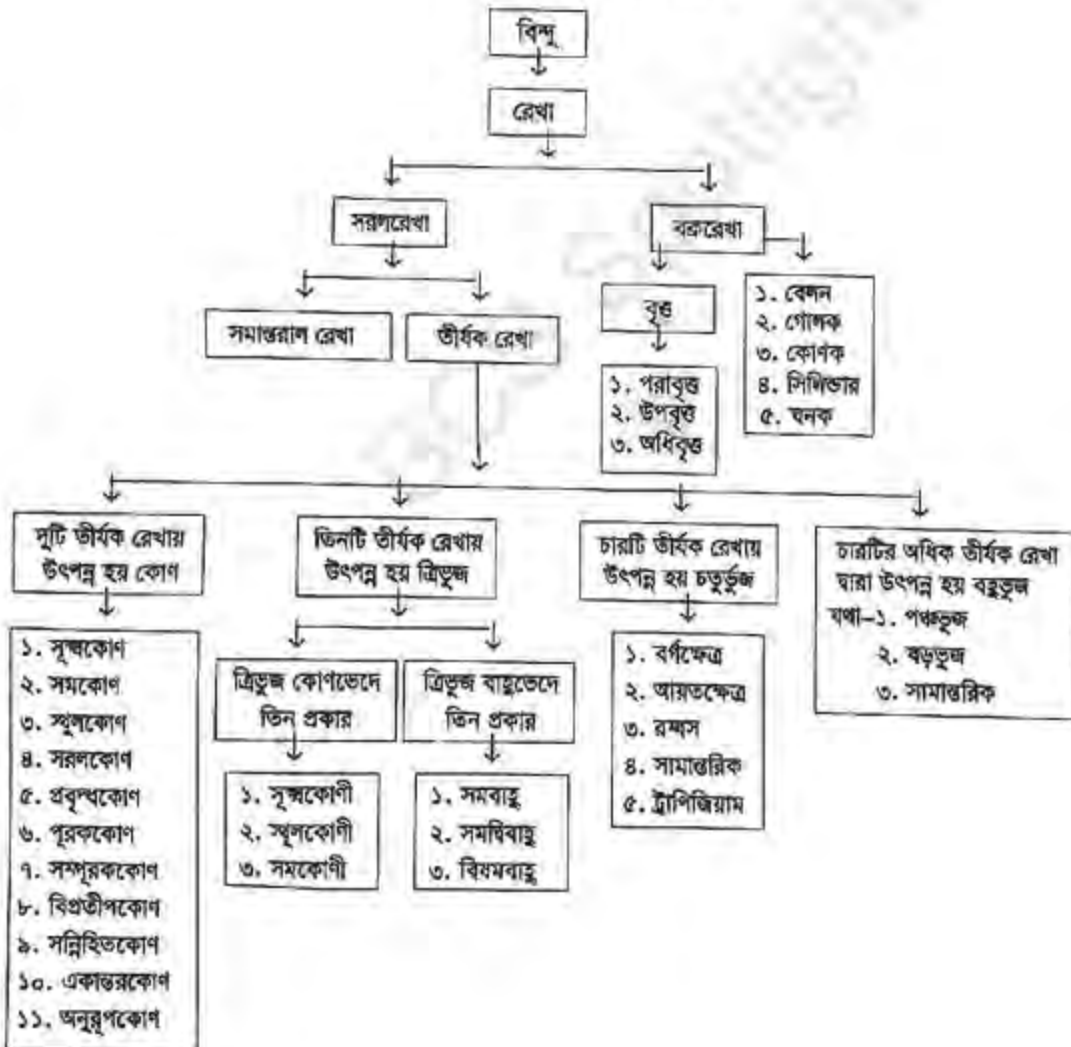 বিন্দু
রেখা
সরলরেখা
বক্ররেখা
সমান্তরাল রেখা
তীর্যক রেখা
বৃত্ত
১. পরাবৃত্ত
২. উপবৃত্ত
৩. অধিবৃত্ত
১. বেলন
২. গোলক
৩. কোণক
৪. সিলিন্ডার
৫. ঘনক
দুটি তীর্যক রেখায়
উৎপন্ন হয় কোণ
১. সূক্ষ্মকোণ
২. সমকোণ
৩. স্থূলকোণ
৪. সরলকোণ
৫. প্রবৃদ্ধকোণ
৬. পূরককোণ
৭. সম্পূরককোণ
৮. বিপ্রতীপকোণ
৯. সন্নিহিতকোণ
১০. একান্তরকোণ
১১. অনুরূপকোণ
তিনটি তীর্যক রেখায়
উৎপন্ন হয় ত্রিভুজ
ত্রিভুজ কোণভেদে
তিন প্রকার
১. সূক্ষ্মকোণী
২. স্থূলকোণী
৩. সমকোণী
ত্রিভুজ বাহুভেদে
তিন প্রকার
১. সমবাহু
২. সমদ্বিবাহু
৩. বিষমবাহু
চারটি তীর্যক রেখায়
উৎপন্ন হয় চতুর্ভুজ
১. বর্গক্ষেত্র
২. আয়তক্ষেত্র
৩. রম্বস
৪. সামান্তরিক
৫. ট্রাপিজিয়াম
চারটির অধিক তীর্যক রেখা
দ্বারা উৎপন্ন হয় বহুভুজ
যথা-১. পঞ্চভুজ
২. ষড়ভুজ
৩. সামান্তরিক